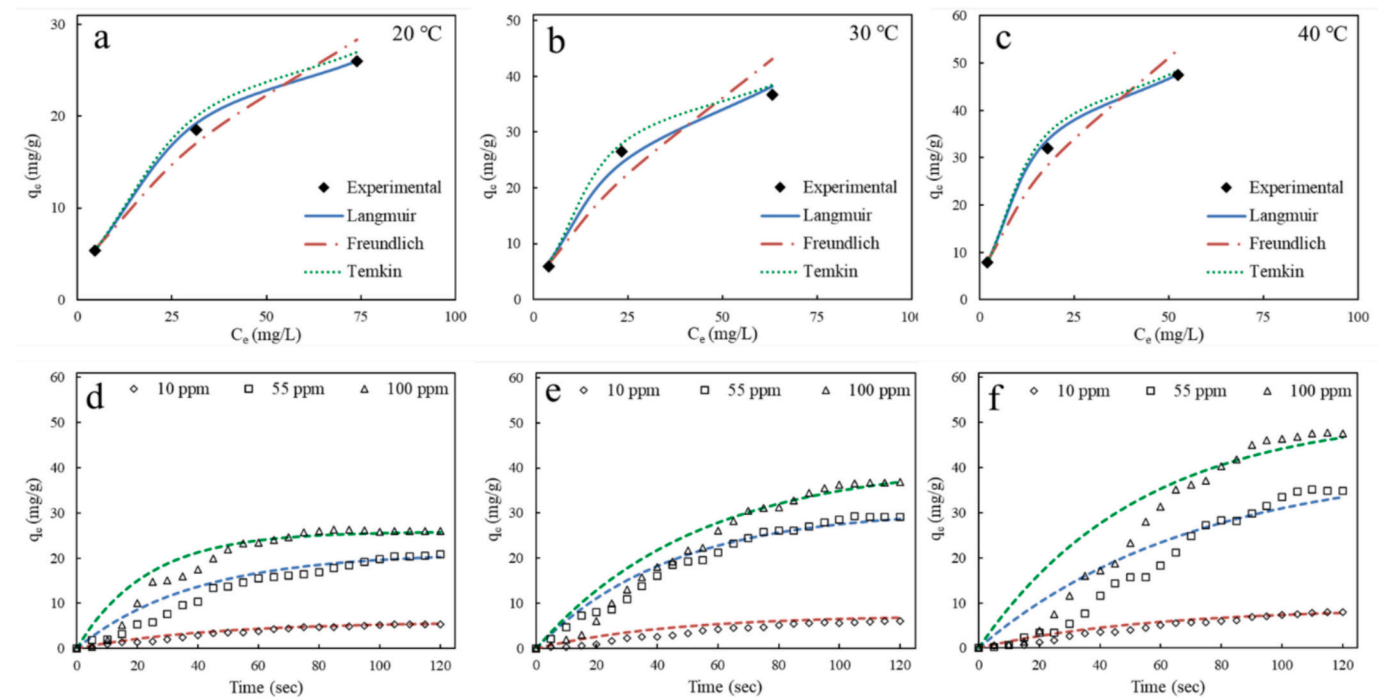 a
20 °C
30
20
10
0
qe (mg/g)
Experimental
Langmuir
Freundlich
Temkin
0 25 50 75 100
Ce (mg/L)
b
30 °C
50
40
30
20
10
0
qe (mg/g)
Experimental
Langmuir
Freundlich
Temkin
0 25 50 75 100
Ce (mg/L)
c
40 °C
60
50
40
30
20
10
0
qe (mg/g)
Experimental
Langmuir
Freundlich
Temkin
0 25 50 75 100
Ce (mg/L)
d
10 ppm 55 ppm 100 ppm
60
50
40
30
20
10
0
qe (mg/g)
0 20 40 60 80 100 120
Time (sec)
e
10 ppm 55 ppm 100 ppm
60
50
40
30
20
10
0
qe (mg/g)
0 20 40 60 80 100 120
Time (sec)
f
10 ppm 55 ppm 100 ppm
60
50
40
30
20
10
0
qe (mg/g)
0 20 40 60 80 100 120
Time (sec)